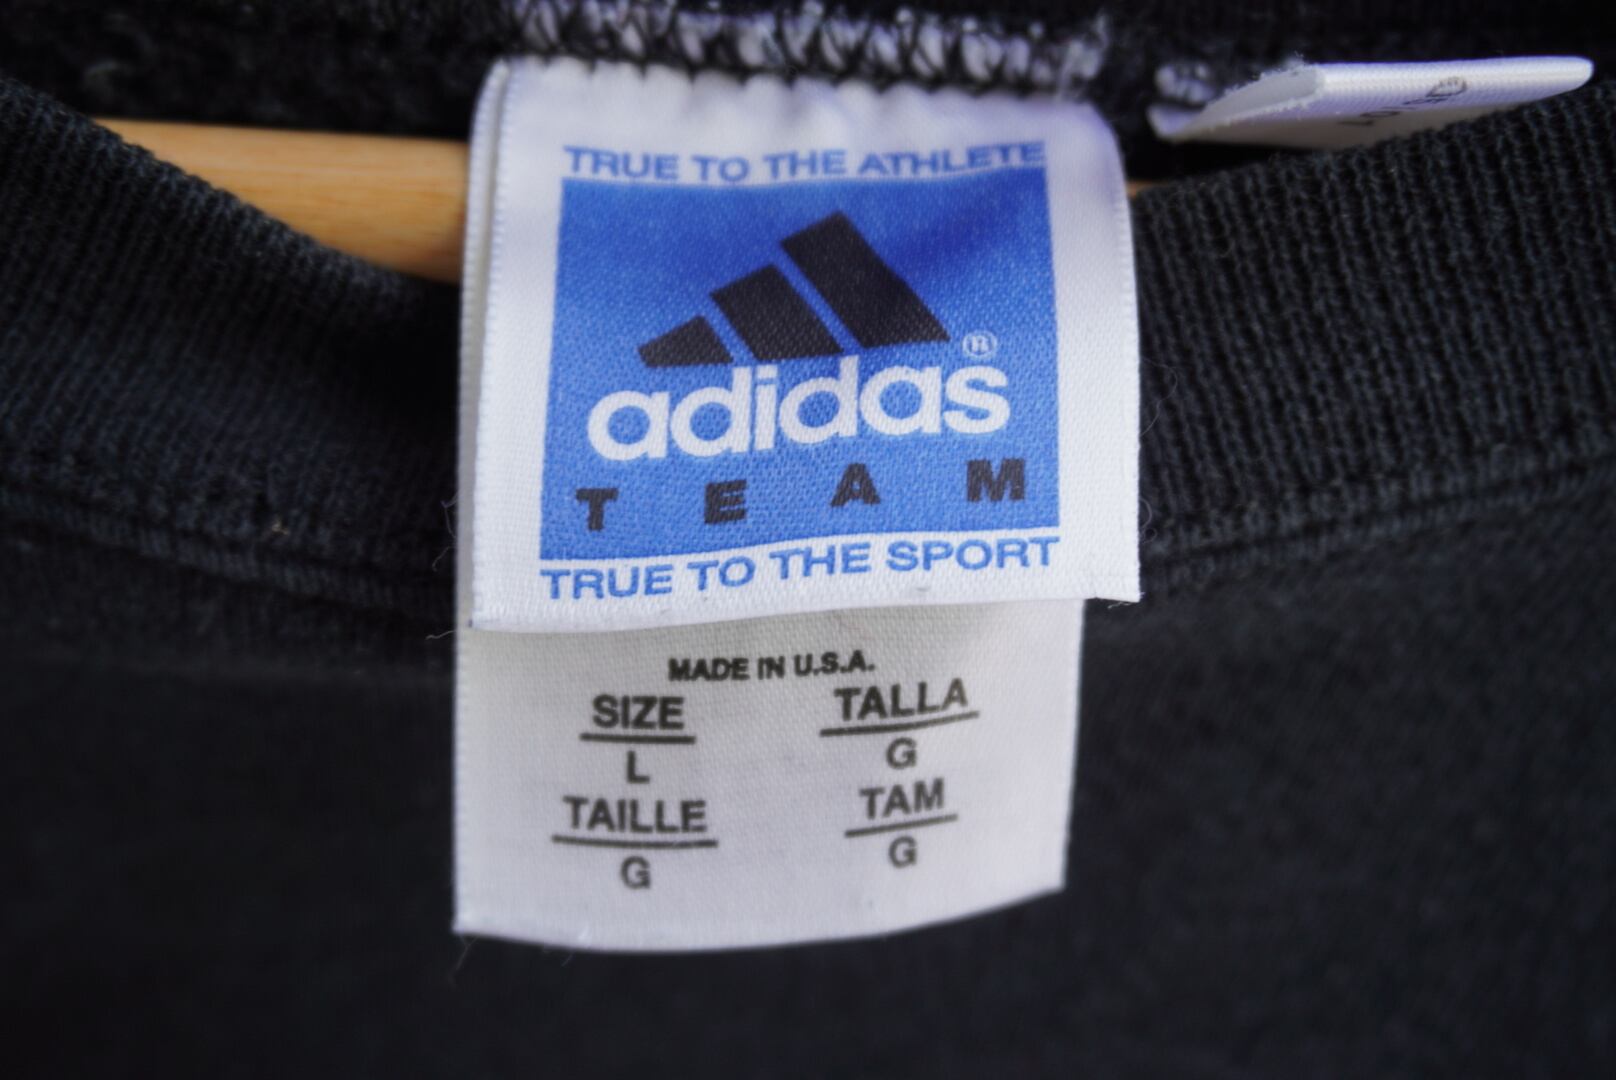 TRUE TO THE ATHLETE
adidas®
TEAM
TRUE TO THE SPORT
MADE IN U.S.A.
SIZE TALLA
L G
TAILLE TAM
G G